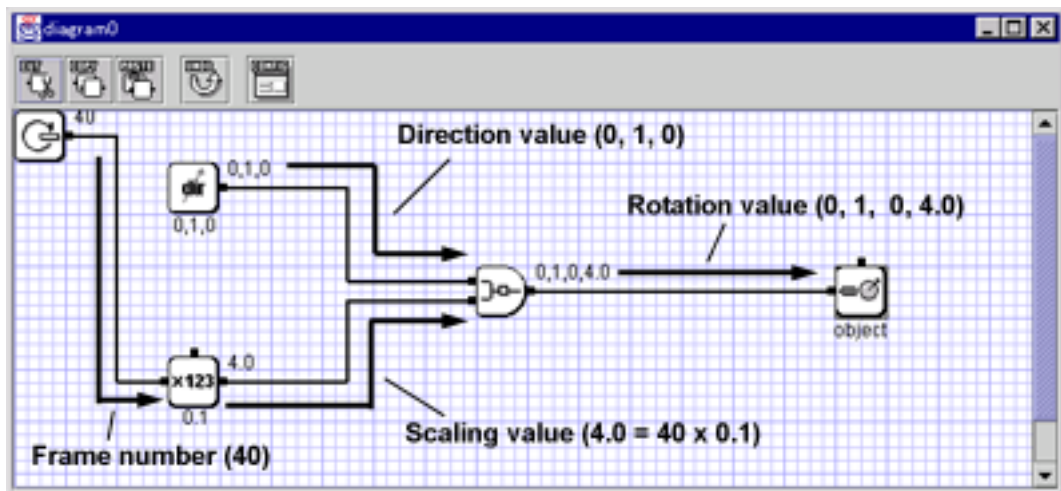 diagram0
40
Direction value (0, 1, 0)
dir
0,1,0
0,1,0
Rotation value (0, 1, 0, 4.0)
0,1,0,4.0
object
×123
4.0
0.1
Scaling value (4.0 = 40 x 0.1)
Frame number (40)